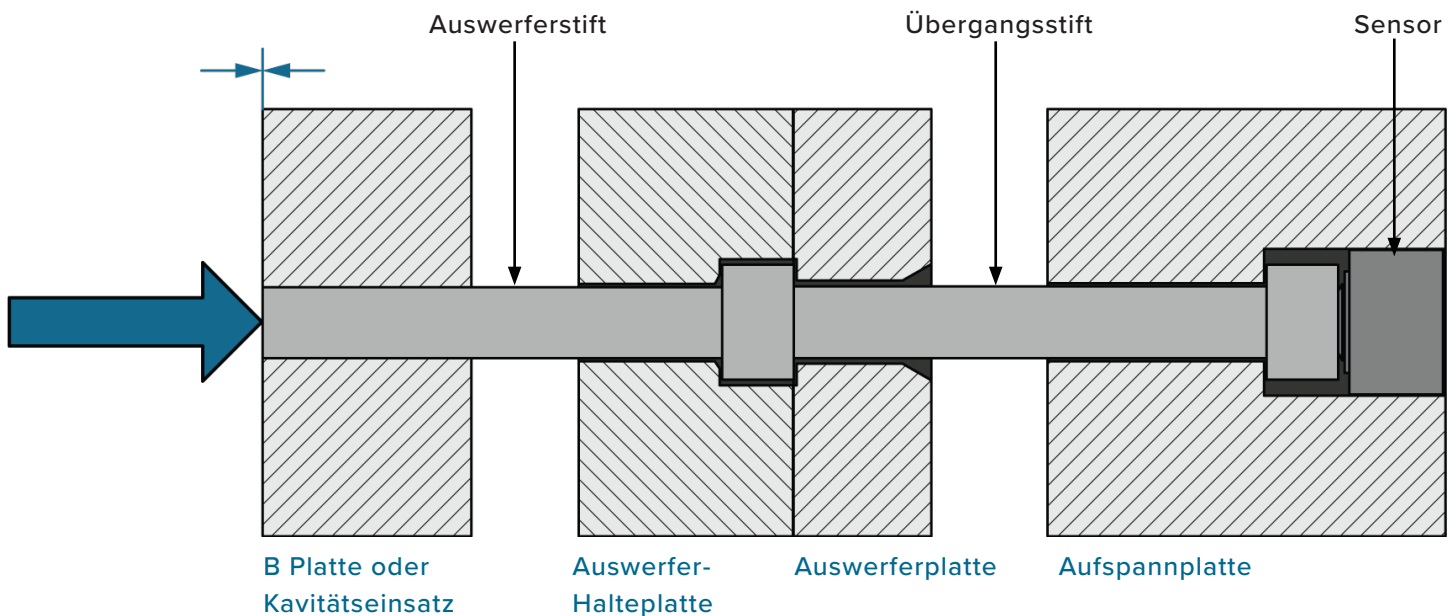 Auswerferstift
Übergangsstift
Sensor
B Platte oder
Kavitätseinsatz
Auswerfer-
Halteplatte
Auswerferplatte
Aufspannplatte